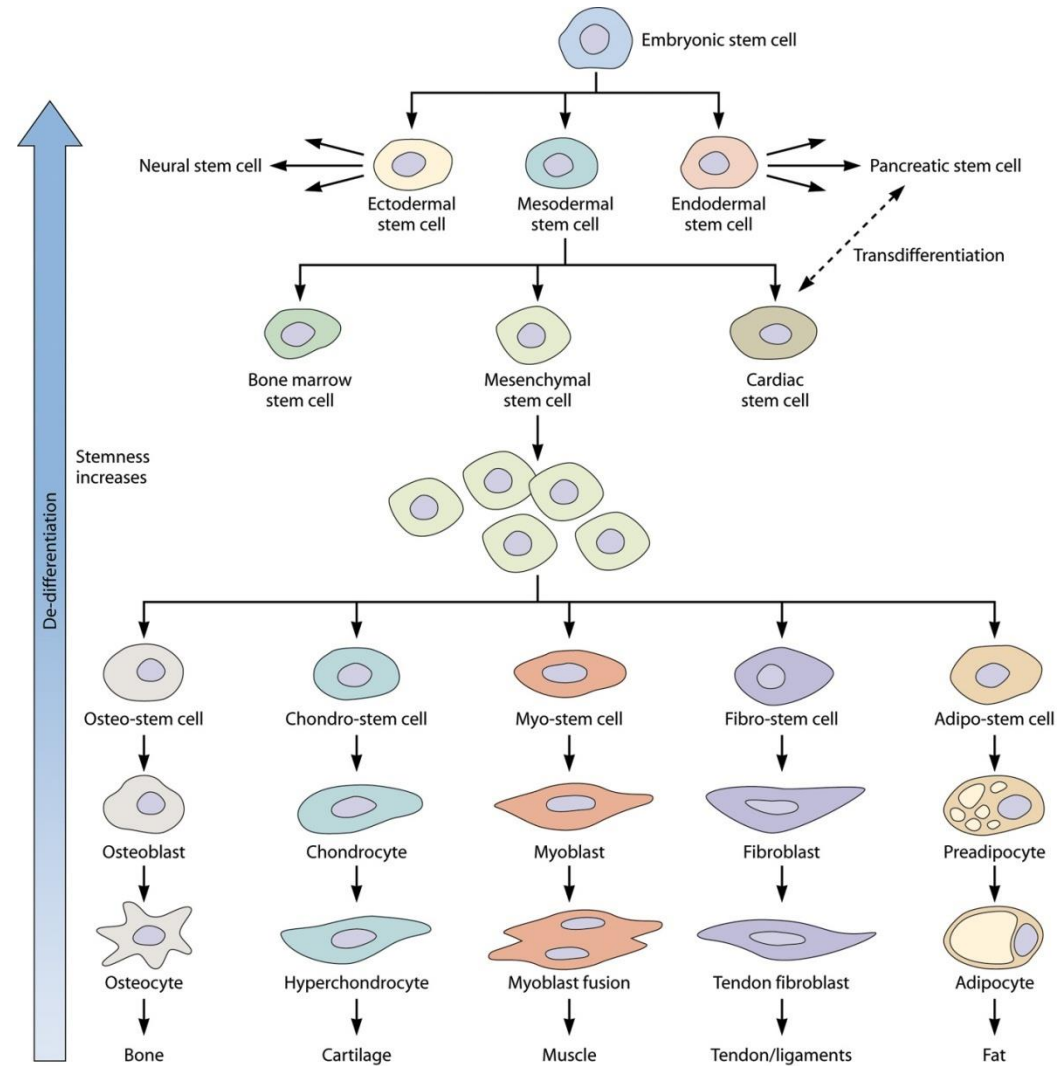 Embryonic stem cell
Neural stem cell
Pancreatic stem cell
Ectodermal
stem cell
Mesodermal
stem cell
Endodermal
stem cell
Transdifferentiation
Bone marrow
stem cell
Mesenchymal
stem cell
Cardiac
stem cell
Stemness
increases
De-differentiation
Osteo-stem cell
Chondro-stem cell
Myo-stem cell
Fibro-stem cell
Adipo-stem cell
Osteoblast
Chondrocyte
Myoblast
Fibroblast
Preadipocyte
Osteocyte
Hyperchondrocyte
Myoblast fusion
Tendon fibroblast
Adipocyte
Bone
Cartilage
Muscle
Tendon/ligaments
Fat